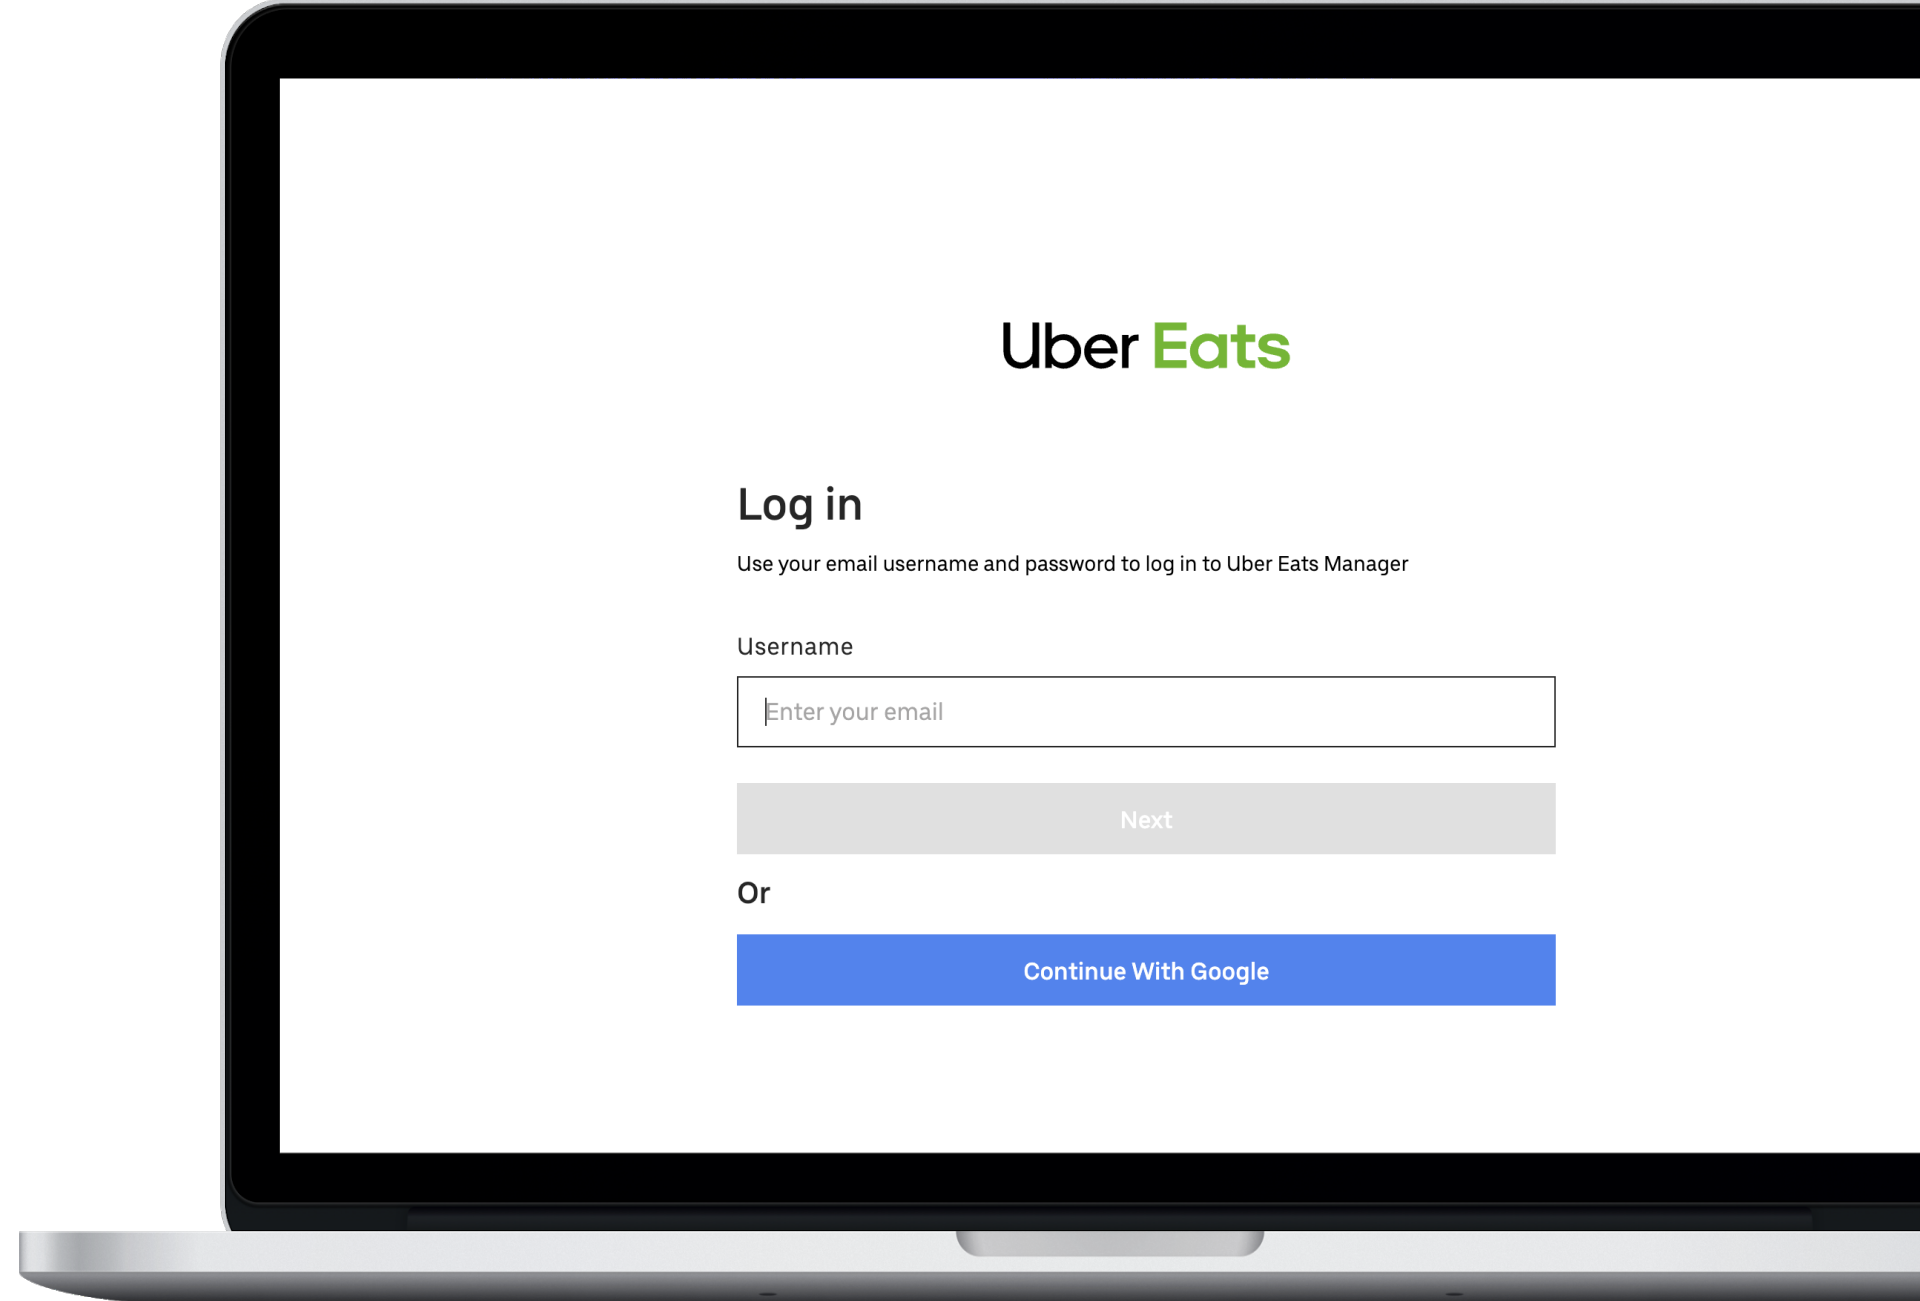 Uber Eats
Log in
Use your email username and password to log in to Uber Eats Manager
Username
Enter your email
Next
Or
Continue With Google